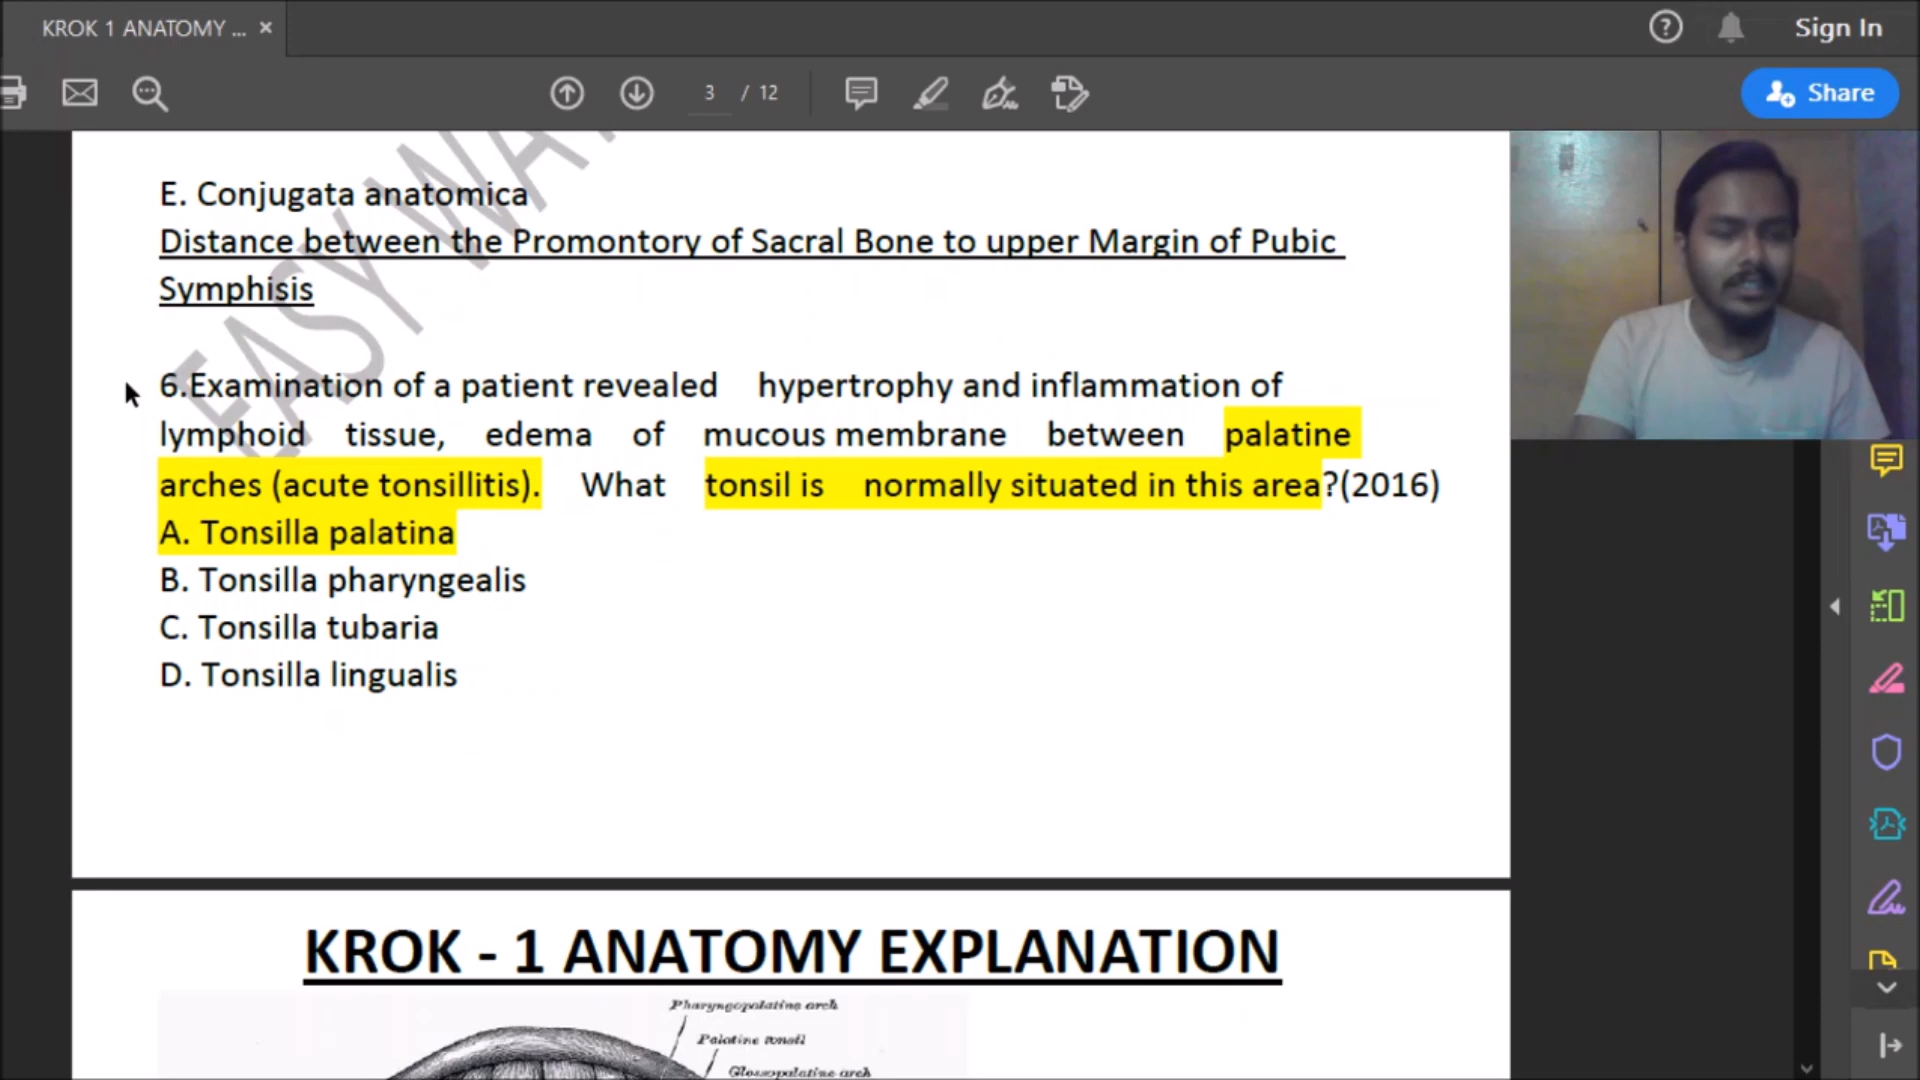 KROK 1 ANATOMY ...
Sign In
3 / 12
Share
EASY WA
E. Conjugata anatomica
Distance between the Promontory of Sacral Bone to upper Margin of Pubic
Symphisis
6.Examination of a patient revealed hypertrophy and inflammation of
lymphoid tissue, edema of mucous membrane between palatine
arches (acute tonsillitis). What tonsil is normally situated in this area?(2016)
A. Tonsilla palatina
B. Tonsilla pharyngealis
C. Tonsilla tubaria
D. Tonsilla lingualis
KROK - 1 ANATOMY EXPLANATION
Pharyngopalatine arch
Palatine tonsil
Glossopalatine arch